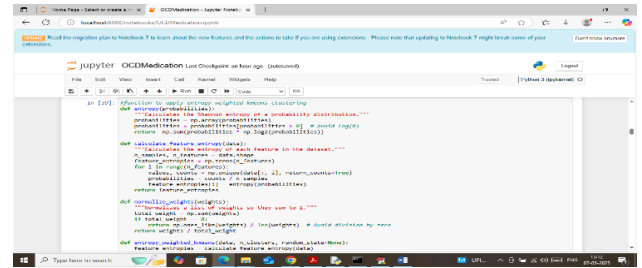 Home Page - Select or create a n
OCDMedication - Jupyter Noteb
localhost:8888/notebooks/OCDMedication.ipynb
UPDATE Read the migration plan to Notebook 7 to learn about the new features and the actions to take if you are using extensions. Please note that updating to Notebook 7 might break some of your extensions.
Don't show anymore
jupyter OCDMedication Last Checkpoint: an hour ago (autosaved)
Logout
File Edit View Insert Cell Kernel Widgets Help
Trusted Python 3 (ipykernel)
Run Code
#function to apply entropy weighted kmeans clustering
def entropy(probabilities):
"""Calculates the Shannon entropy of a probability distribution."""
probabilities = np.array(probabilities)
probabilities = probabilities[probabilities > 0] # Avoid log(0)
return -np.sum(probabilities * np.log2(probabilities))
def calculate_feature_entropy(data):
"""Calculates the entropy of each feature in the dataset."""
n_samples, n_features = data.shape
feature_entropies = np.zeros(n_features)
for i in range(n_features):
values, counts = np.unique(data[:, i], return_counts=True)
probabilities = counts / n_samples
feature_entropies[i] = entropy(probabilities)
return feature_entropies
def normalize_weights(weights):
"""Normalizes a list of weights so they sum to 1."""
total_weight = np.sum(weights)
if total_weight == 0:
return np.ones_like(weights) / len(weights) # Avoid division by zero
return weights / total_weight
def entropy_weighted_kmeans(data, n_clusters, random_state=None):
feature_entropies = calculate_feature_entropy(data)
Type here to search
UPL...
ENG
07-05-2025